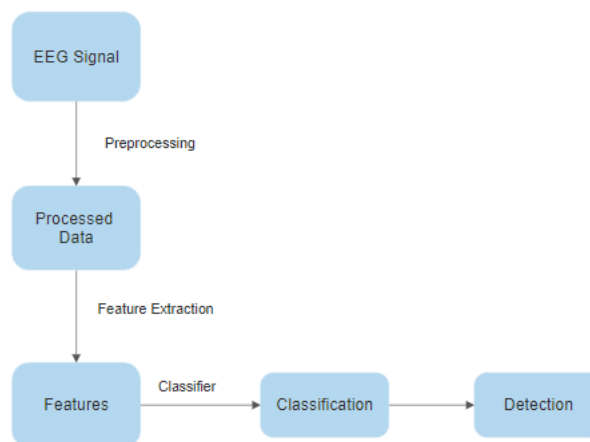 EEG Signal
Preprocessing
Processed
Data
Feature Extraction
Features
Classifier
Classification
Detection